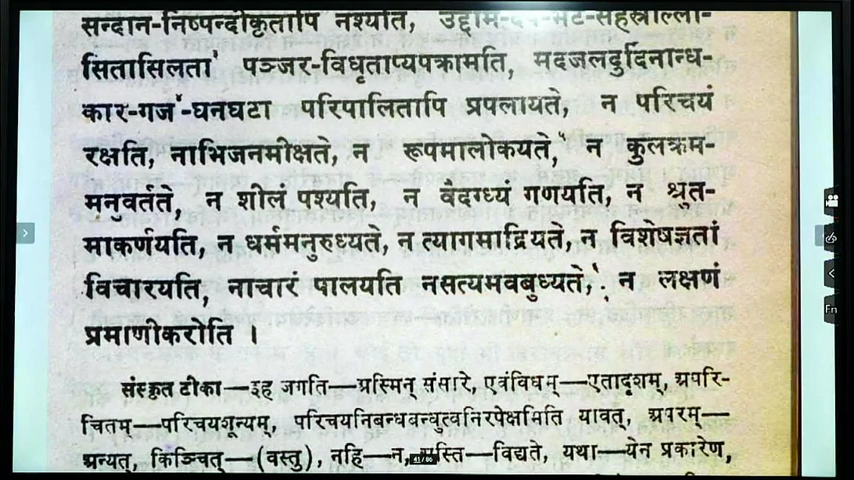 सन्दान-निष्पन्दीकृतापि नश्यति, उद्दाम-दर्प-भट-सहस्रोल्ला-
सितासिलता पञ्जर-विधृताप्यपक्रामति, मदजलदुर्दिनान्ध-
कार-गज-घनघटा परिपालितापि प्रपलायते, न परिचयं
रक्षति, नाभिजनमीक्षते, न रूपमालोकयते, न कुलक्रम-
मनुवर्तते, न शीलं पश्यति, न वैदग्ध्यं गणयति, न श्रुत-
माकर्णयति, न धर्ममनुरुध्यते, न त्यागमाद्रियते, न विशेषज्ञतां
विचारयति, नाचारं पालयति नसत्यमवबुध्यते, न लक्षणं
प्रमाणीकरोति ।
संस्कृत टीका—इह जगति—अस्मिन् संसारे, एवंविधम्—एतादृशम्, अपरि-
चितम्—परिचयशून्यम्, परिचयनिबन्धबन्धुत्वनिरपेक्षमिति यावत्, अपरम्—
अन्यत्, किञ्चित्—(वस्तु), नहि—न, अस्ति—विद्यते, यथा—येन प्रकारेण,
Fn